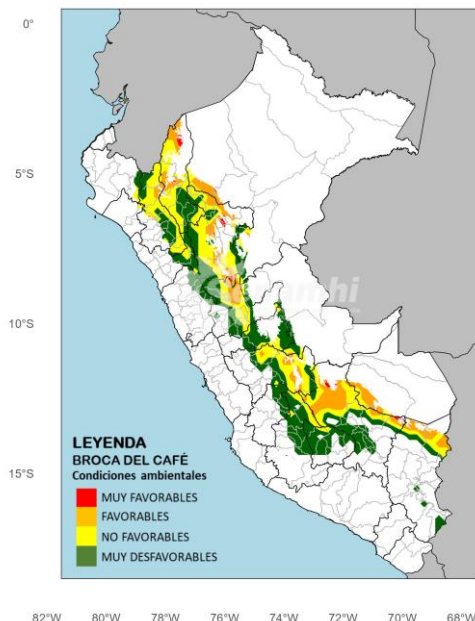 0°
5°S
10°S
15°S
senamhi
LEYENDA
BROCA DEL CAFÉ
Condiciones ambientales
MUY FAVORABLES
FAVORABLES
NO FAVORABLES
MUY DESFAVORABLES
82°W 80°W 78°W 76°W 74°W 72°W 70°W 68°W